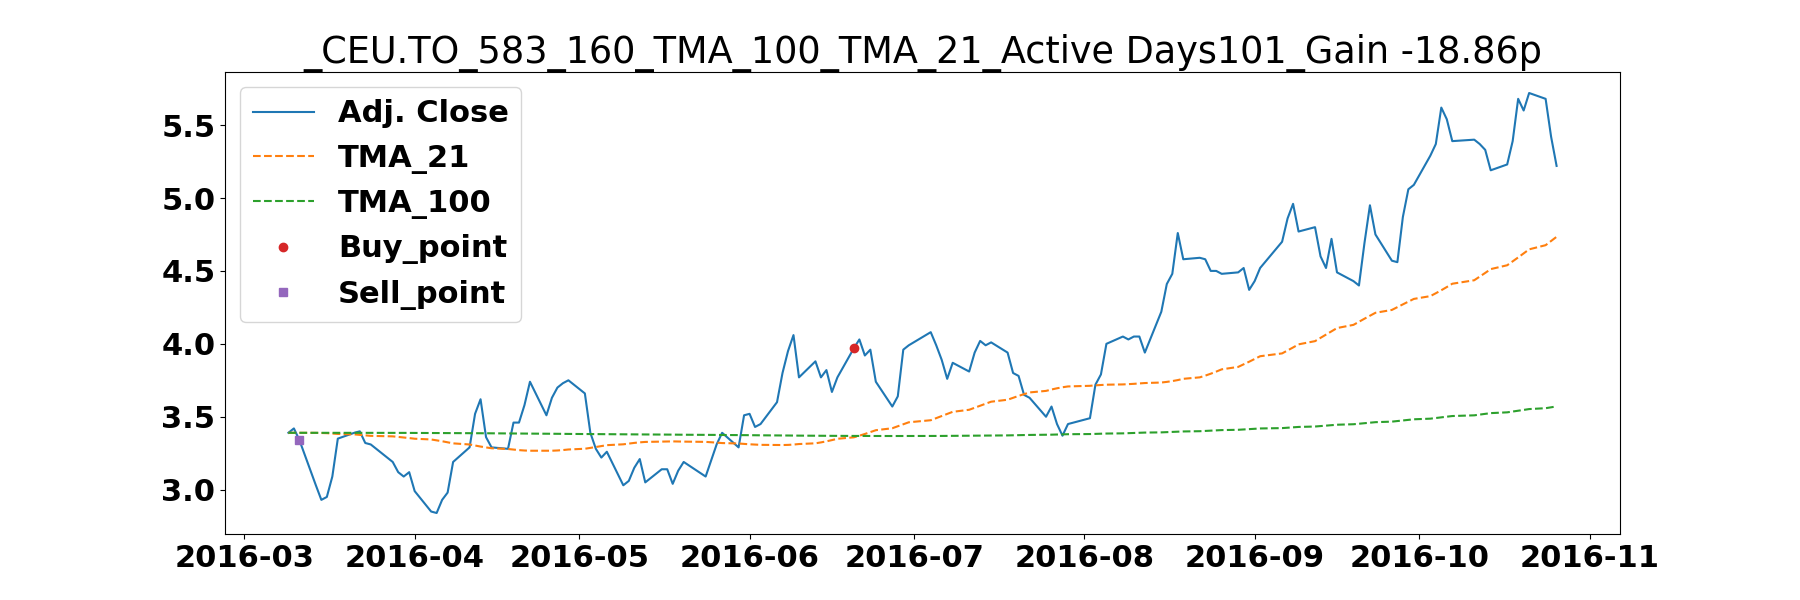 _CEU.TO_583_160_TMA_100_TMA_21_Active Days101_Gain -18.86p
Adj. Close
TMA_21
TMA_100
Buy_point
Sell_point
5.5
5.0
4.5
4.0
3.5
3.0
2016-03 2016-04 2016-05 2016-06 2016-07 2016-08 2016-09 2016-10 2016-11